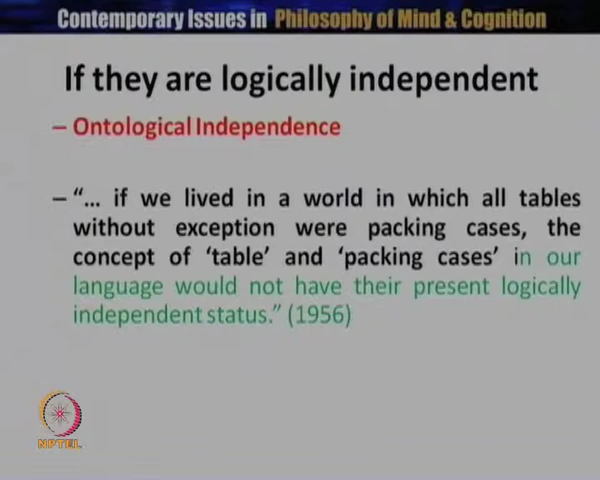 Contemporary Issues in Philosophy of Mind & Cognition
If they are logically independent
– Ontological Independence
– “... if we lived in a world in which all tables
without exception were packing cases, the
concept of ‘table’ and ‘packing cases’ in our
language would not have their present logically
independent status.” (1956)
NPTEL